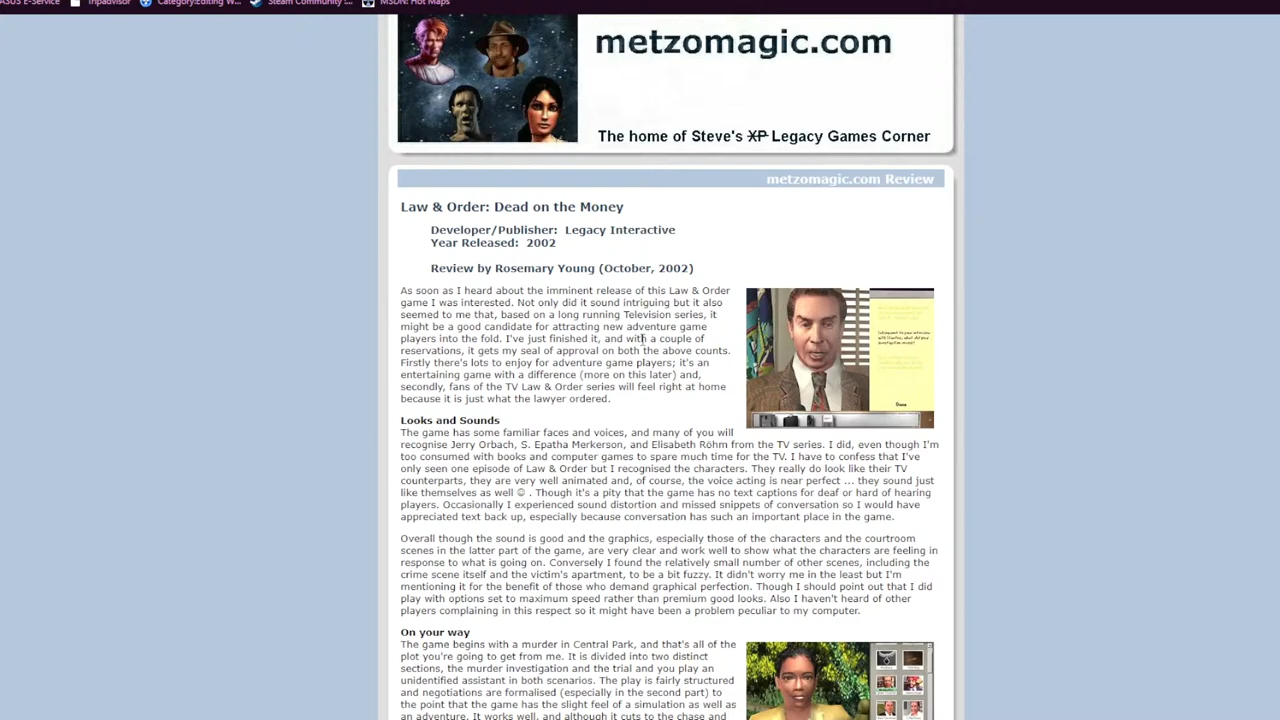 ASUS E-Service Tripadvisor Category:Editing W... Steam Community :... MSDN: Hot Maps
metzomagic.com
The home of Steve's XP Legacy Games Corner
metzomagic.com Review
Law & Order: Dead on the Money
Developer/Publisher: Legacy Interactive
Year Released: 2002
Review by Rosemary Young (October, 2002)
As soon as I heard about the imminent release of this Law & Order
game I was interested. Not only did it sound intriguing but it also
seemed to me that, based on a long running Television series, it
might be a good candidate for attracting new adventure game
players into the fold. I've just finished it, and with a couple of
reservations, it gets my seal of approval on both the above counts.
Firstly there's lots to enjoy for adventure game players; it's an
entertaining game with a difference (more on this later) and,
secondly, fans of the TV Law & Order series will feel right at home
because it is just what the lawyer ordered.
Done
Looks and Sounds
The game has some familiar faces and voices, and many of you will
recognise Jerry Orbach, S. Epatha Merkerson, and Elisabeth Röhm from the TV series. I did, even though I'm
too consumed with books and computer games to spare much time for the TV. I have to confess that I've
only seen one episode of Law & Order but I recognised the characters. They really do look like their TV
counterparts, they are very well animated and, of course, the voice acting is near perfect ... they sound just
like themselves as well ☺ . Though it's a pity that the game has no text captions for deaf or hard of hearing
players. Occasionally I experienced sound distortion and missed snippets of conversation so I would have
appreciated text back up, especially because conversation has such an important place in the game.
Overall though the sound is good and the graphics, especially those of the characters and the courtroom
scenes in the latter part of the game, are very clear and work well to show what the characters are feeling in
response to what is going on. Conversely I found the relatively small number of other scenes, including the
crime scene itself and the victim's apartment, to be a bit fuzzy. It didn't worry me in the least but I'm
mentioning it for the benefit of those who demand graphical perfection. Though I should point out that I did
play with options set to maximum speed rather than premium good looks. Also I haven't heard of other
players complaining in this respect so it might have been a problem peculiar to my computer.
On your way
The game begins with a murder in Central Park, and that's all of the
plot you're going to get from me. It is divided into two distinct
sections, the murder investigation and the trial and you play an
unidentified assistant in both scenarios. The play is fairly structured
and negotiations are formalised (especially in the second part) to
the point that the game has the slight feel of a simulation as well as
an adventure. It works well, and although it cuts to the chase and